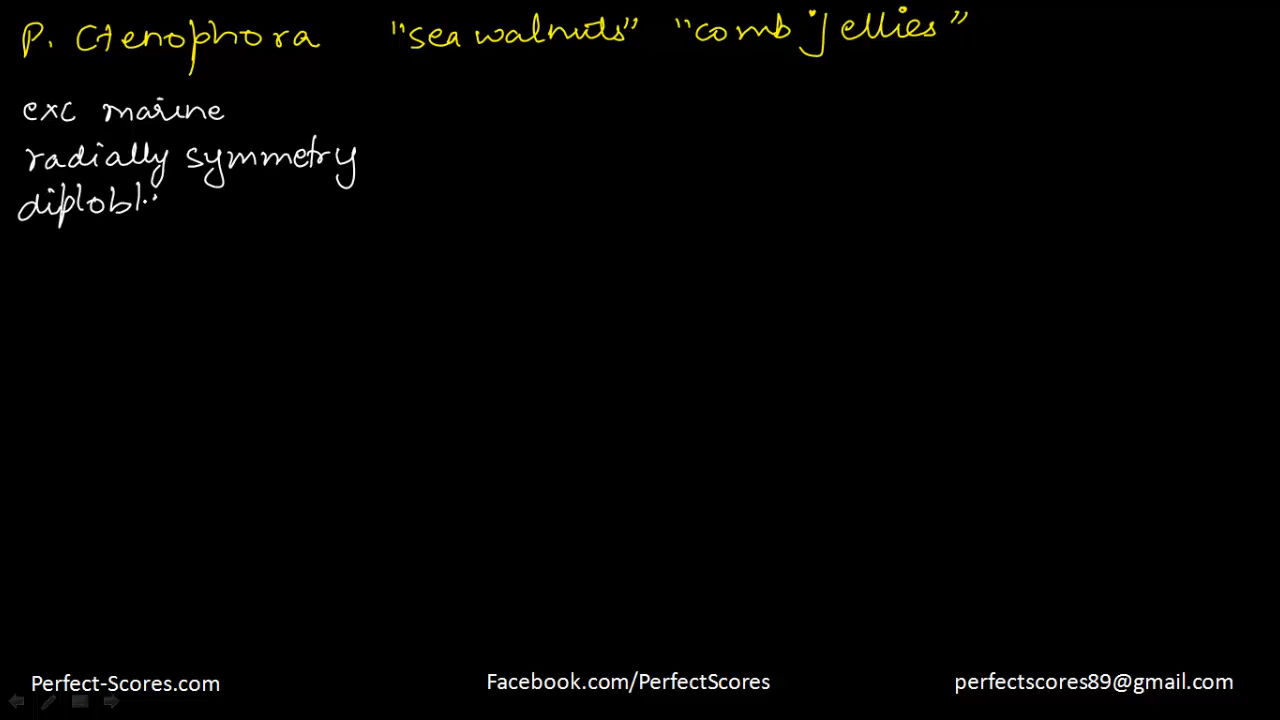 P. Ctenophora "sea walnuts" "comb jellies"
exc marine
radially symmetry
diplobl
Perfect-Scores.com Facebook.com/PerfectScores perfectscores89@gmail.com